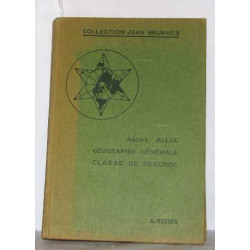 COLLECTION JEAN BRUNHES
ANDRÉ ALLIX
GÉOGRAPHIE GÉNÉRALE
CLASSE DE SECONDE
A. HATIER